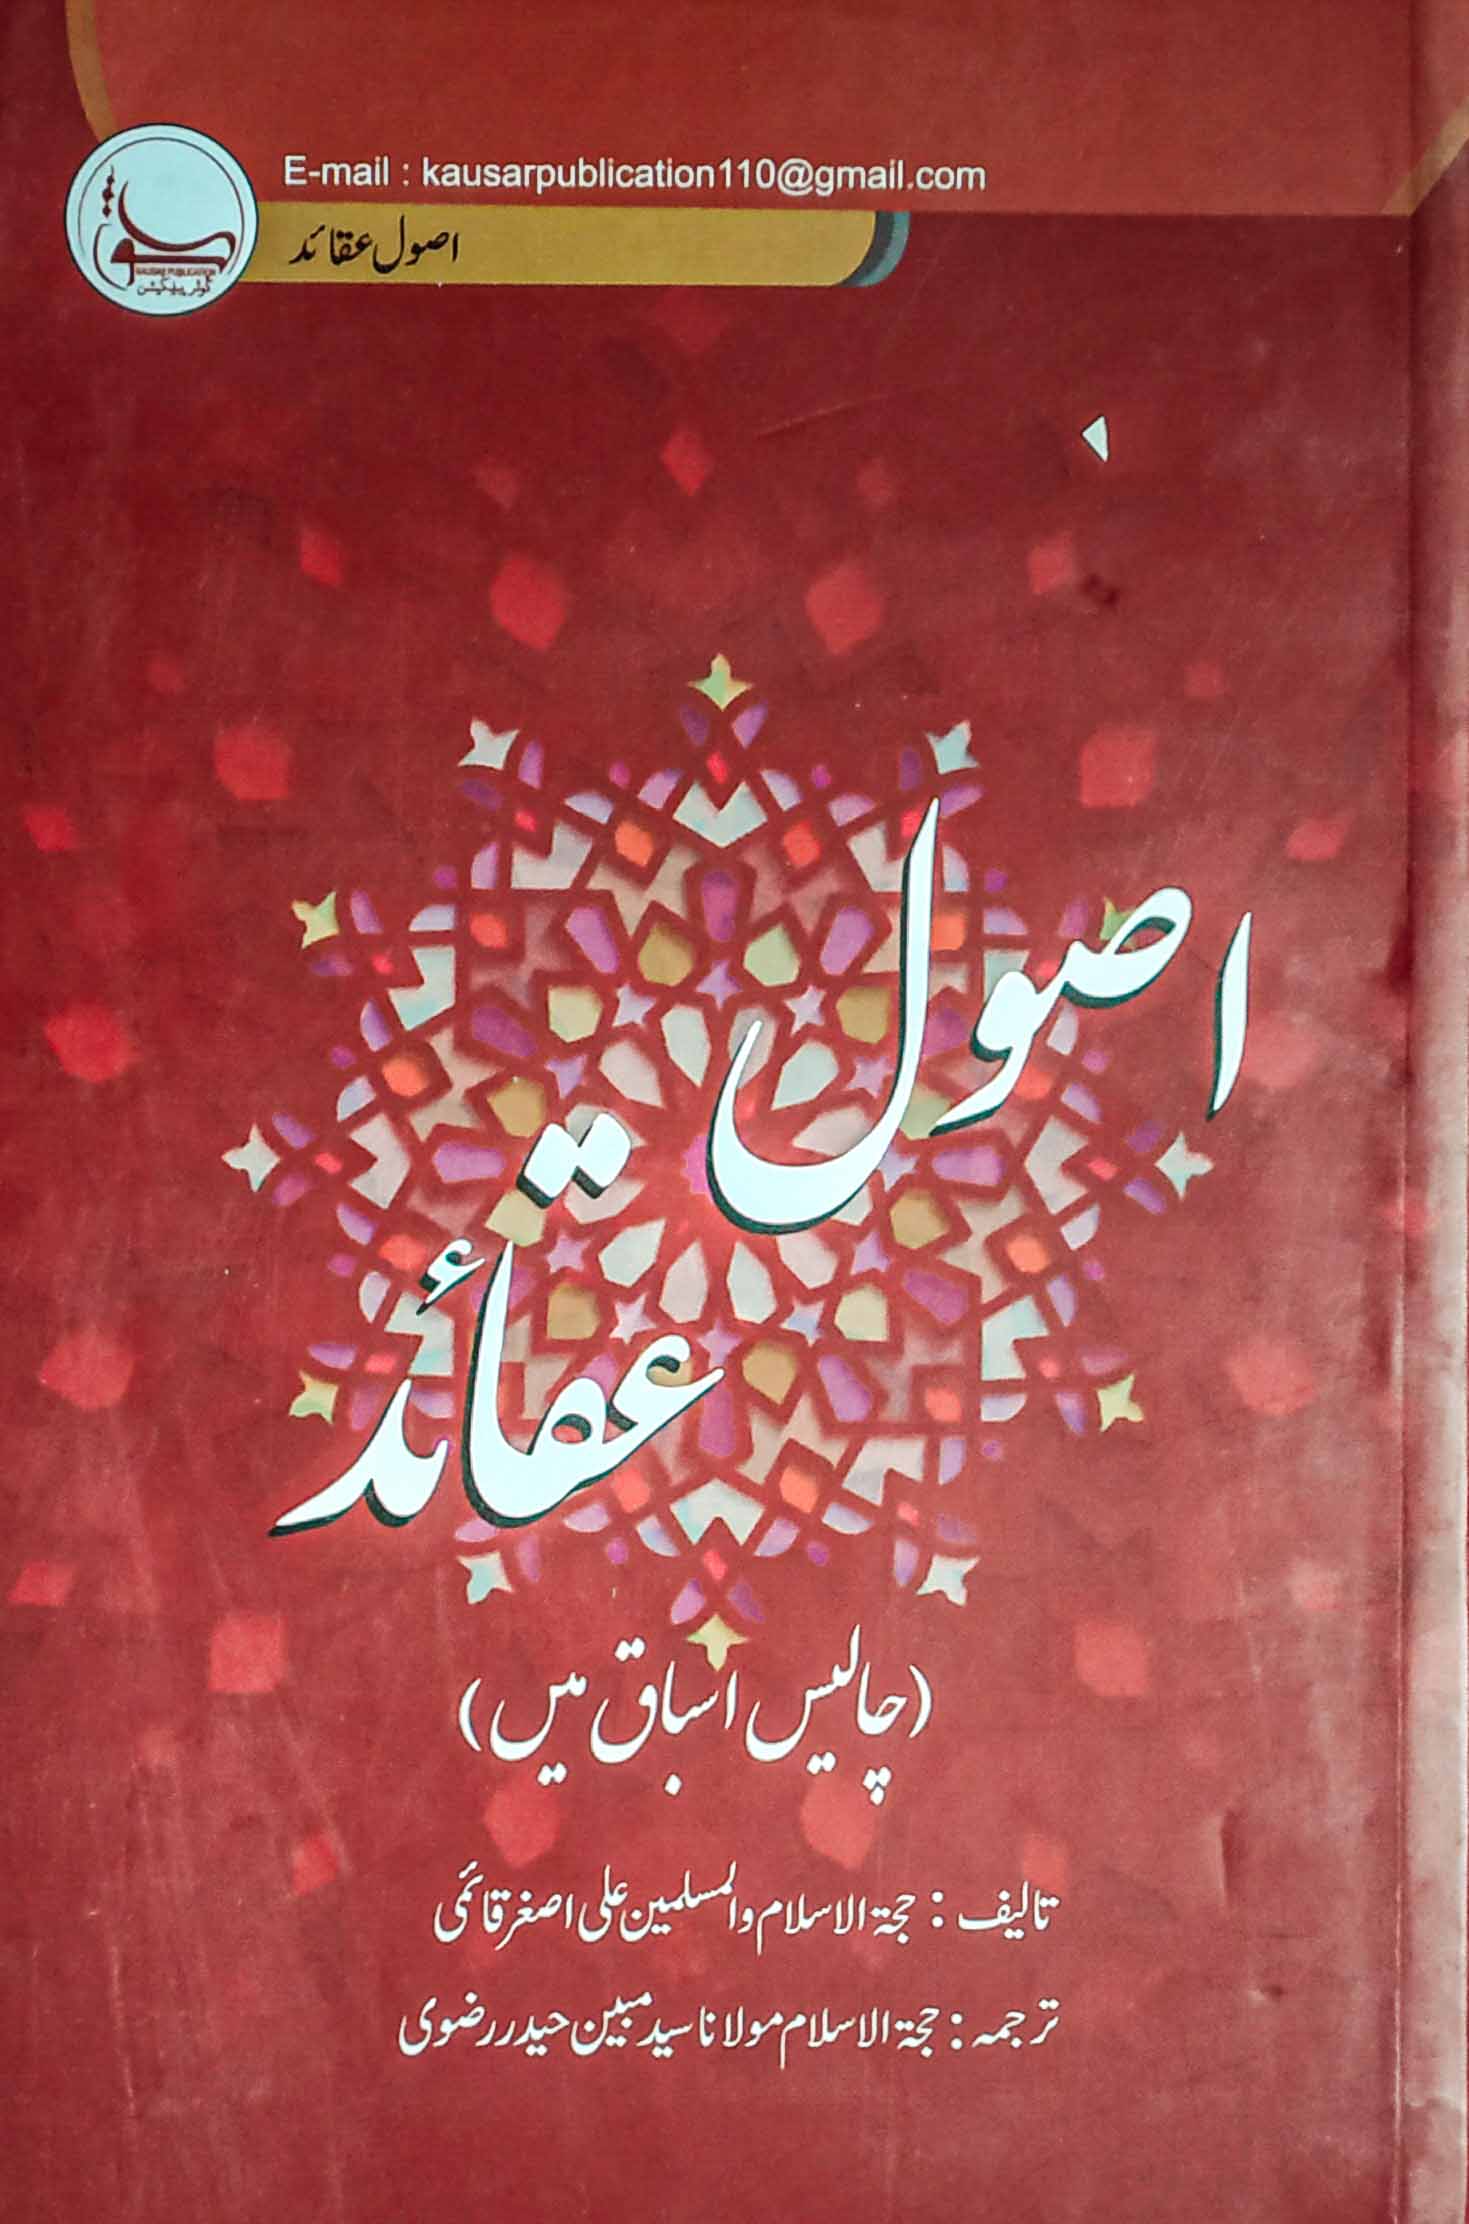 E-mail : kausarpublication110@gmail.com
اصول عقائد
KAUSAR PUBLICATION
کوثر پبلیکیشن
اصول
عقائد
(چالیس اسباق میں)
تالیف : حجۃ الاسلام والمسلمین علی اصغر قائمی
ترجمہ : حجۃ الاسلام مولانا سید مبین حیدر رضوی